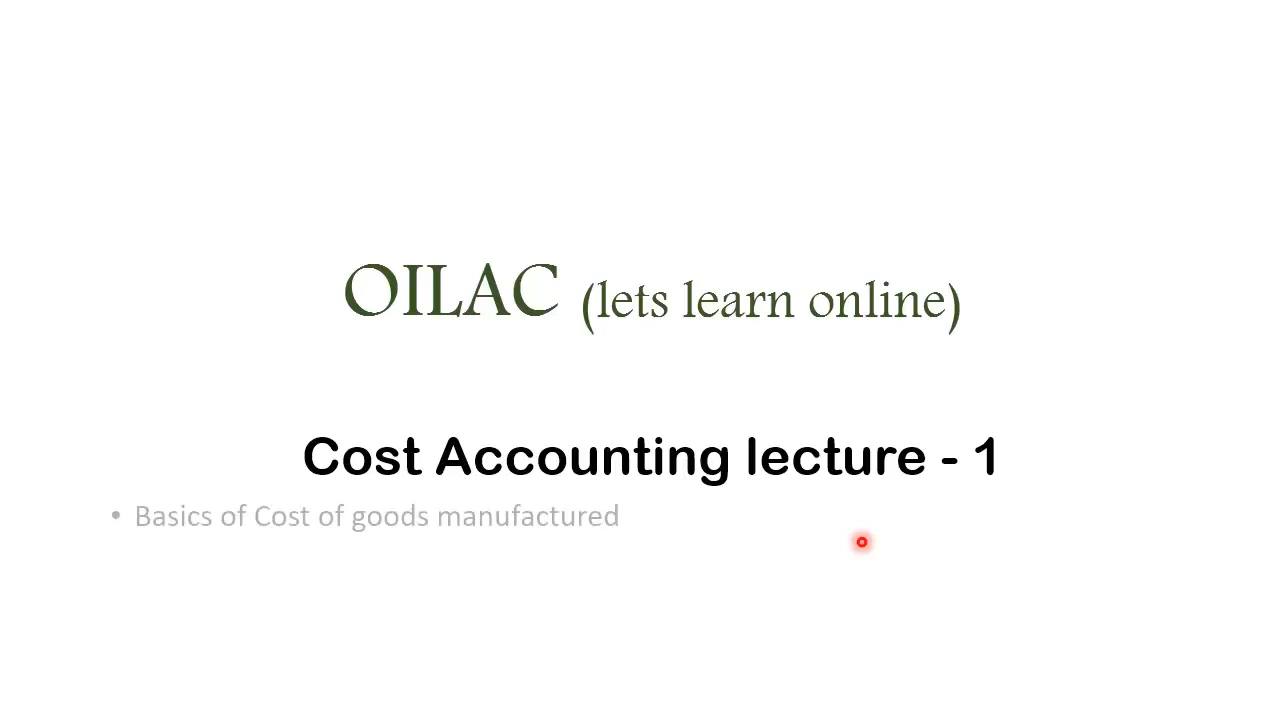 OILAC (lets learn online)
Cost Accounting lecture - 1
• Basics of Cost of goods manufactured